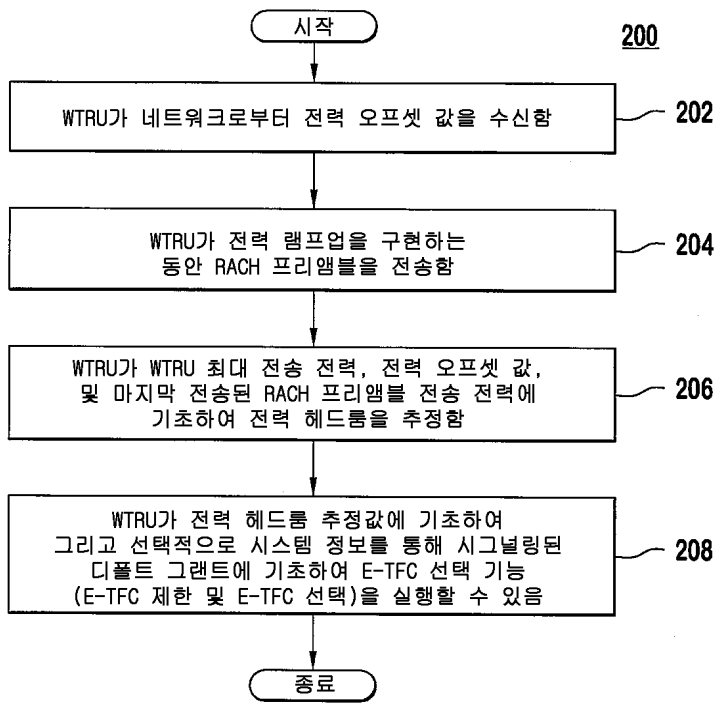 시작
200
WTRU가 네트워크로부터 전력 오프셋 값을 수신함
202
WTRU가 전력 램프업을 구현하는
동안 RACH 프리앰블을 전송함
204
WTRU가 WTRU 최대 전송 전력, 전력 오프셋 값,
및 마지막 전송된 RACH 프리앰블 전송 전력에
기초하여 전력 헤드룸을 추정함
206
WTRU가 전력 헤드룸 추정값에 기초하여
그리고 선택적으로 시스템 정보를 통해 시그널링된
디폴트 그랜트에 기초하여 E-TFC 선택 기능
(E-TFC 제한 및 E-TFC 선택)을 실행할 수 있음
208
종료